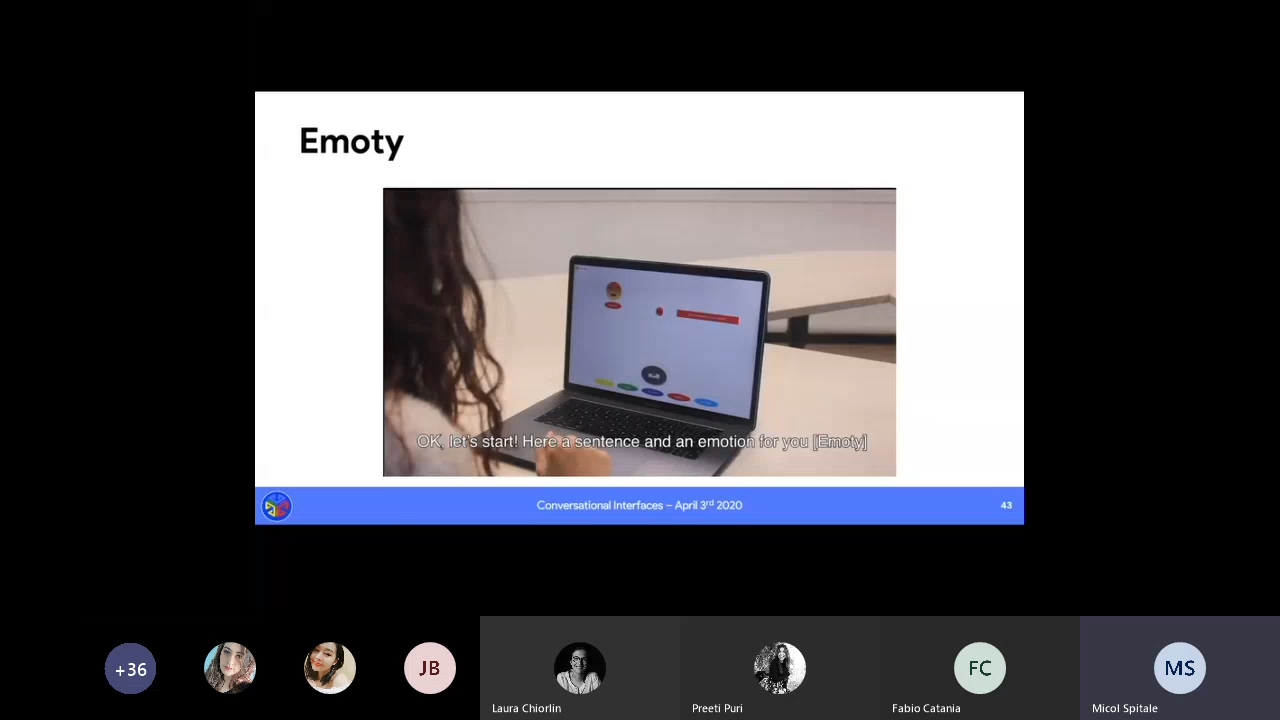 Emoty
OK, let's start! Here a sentence and an emotion for you [Emoty]
Conversational Interfaces – April 3rd 2020
43
+36
JB
FC
MS
Laura Chiorlin
Preeti Puri
Fabio Catania
Micol Spitale